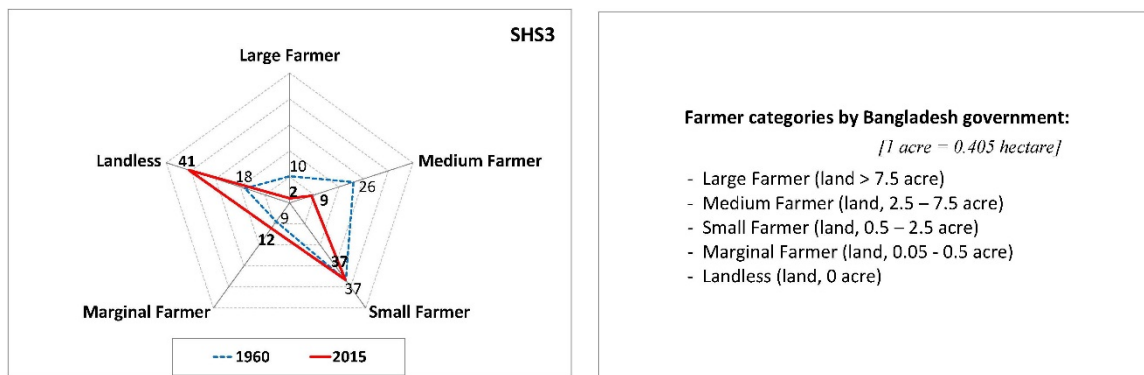 SHS3
Large Farmer
Landless
41
18
10
Medium Farmer
26
2
9
9
12
37
37
Marginal Farmer
Small Farmer
1960
2015
Farmer categories by Bangladesh government:
[1 acre = 0.405 hectare]
- Large Farmer (land > 7.5 acre)
- Medium Farmer (land, 2.5 – 7.5 acre)
- Small Farmer (land, 0.5 – 2.5 acre)
- Marginal Farmer (land, 0.05 - 0.5 acre)
- Landless (land, 0 acre)